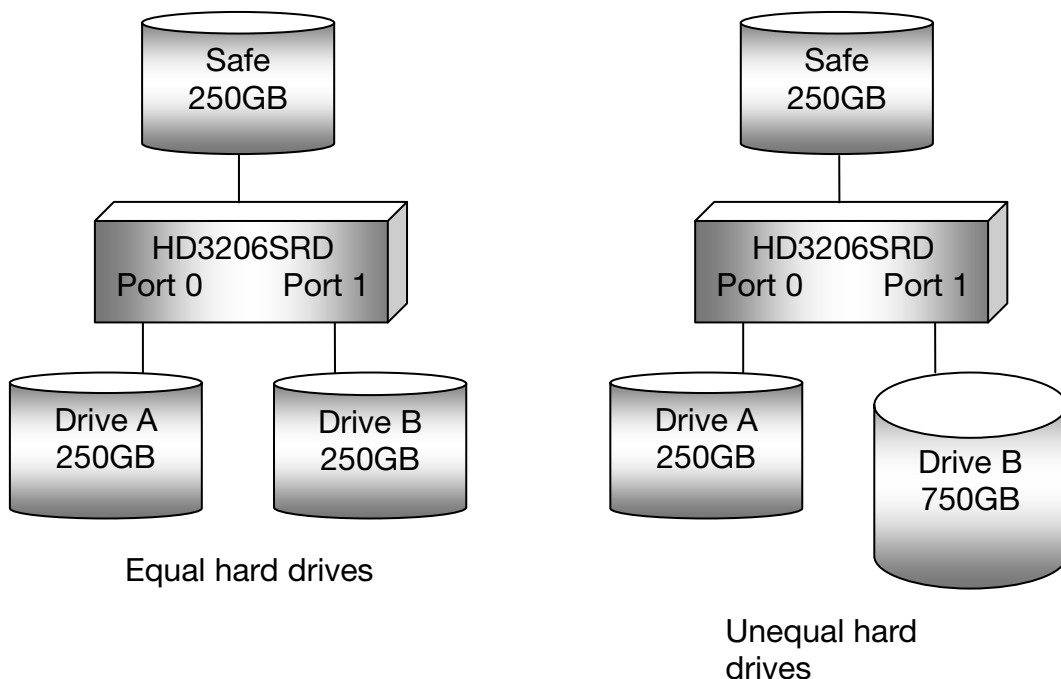 Safe
250GB
HD3206SRD
Port 0 Port 1
Drive A
250GB
Drive B
250GB
Equal hard drives
Safe
250GB
HD3206SRD
Port 0 Port 1
Drive A
250GB
Drive B
750GB
Unequal hard
drives